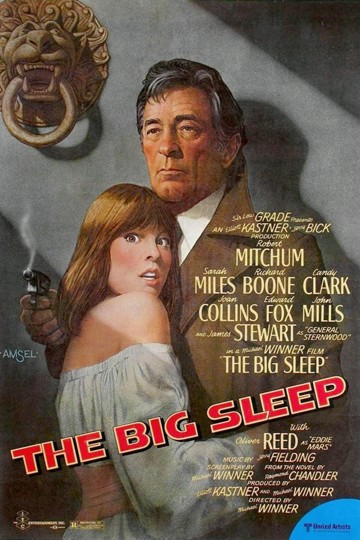 Sir Lew GRADE Presents
AN Elliott KASTNER - Jerry BICK
PRODUCTION
Robert
MITCHUM
Sarah Richard Candy
MILES BOONE CLARK
Joan Edward John
COLLINS FOX MILLS
AND James STEWART AS "GENERAL STERNWOOD"
in a Michael WINNER FILM
"THE BIG SLEEP"
AMSEL
THE BIG SLEEP
With
Oliver REED AS "EDDIE MARS"
MUSIC BY Jerry FIELDING
SCREENPLAY BY Michael WINNER FROM THE NOVEL BY Raymond CHANDLER
PRODUCED BY
Elliott KASTNER AND Michael WINNER
DIRECTED BY
Michael WINNER
ENTERTAINMENT, INC.
United Artists